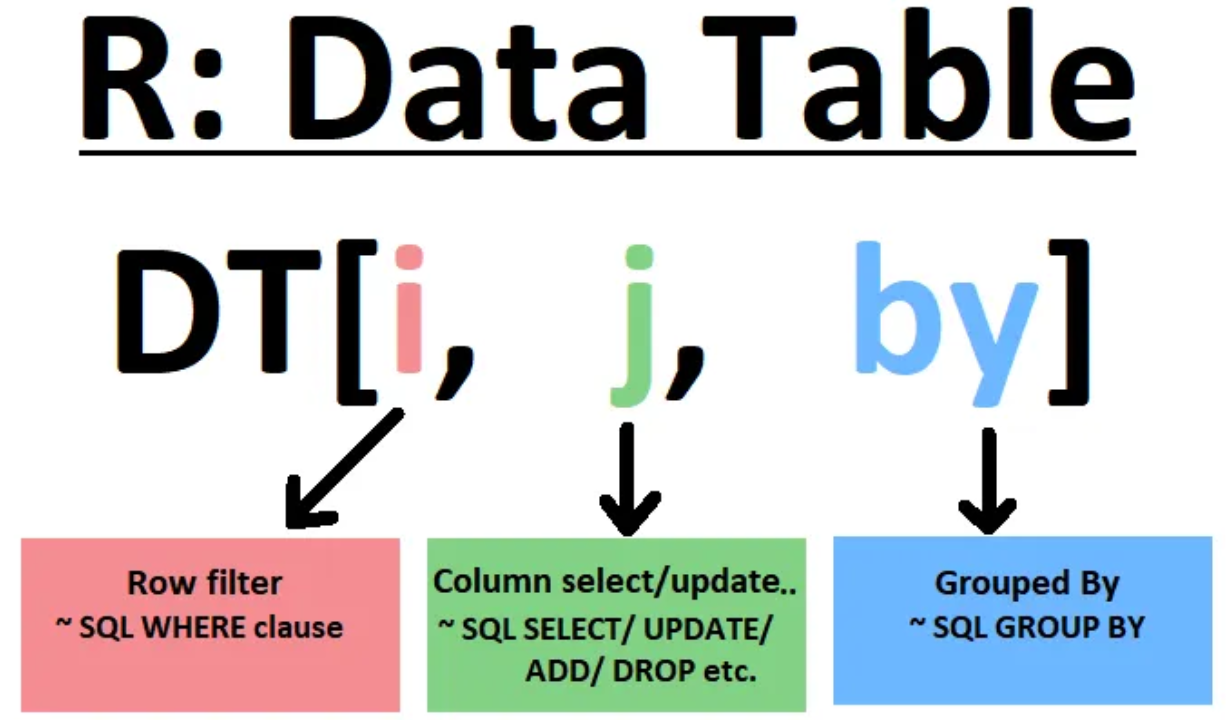 R: Data Table
DT[i, j, by]
Row filter
~ SQL WHERE clause
Column select/update..
~ SQL SELECT/ UPDATE/
ADD/ DROP etc.
Grouped By
~ SQL GROUP BY